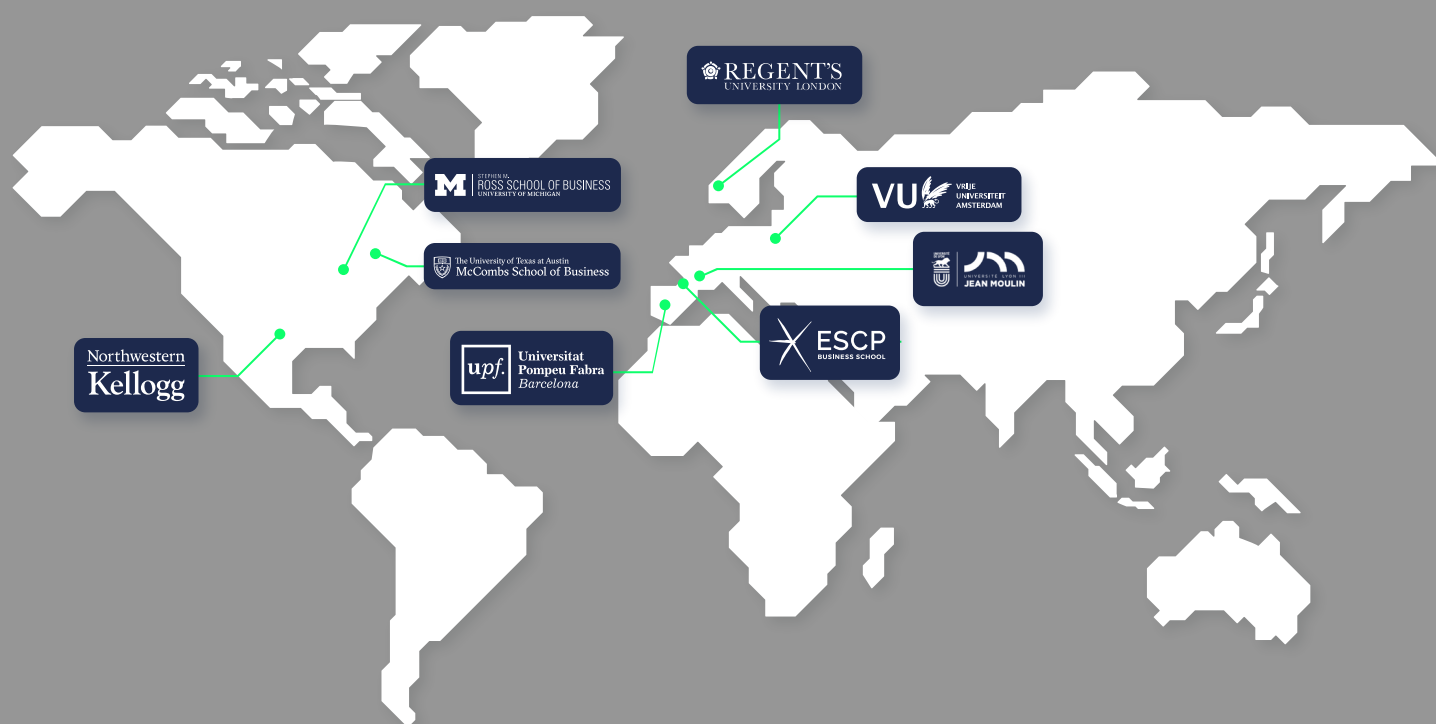 REGENT'S
UNIVERSITY LONDON
M
STEPHEN M.
ROSS SCHOOL OF BUSINESS
UNIVERSITY OF MICHIGAN
VU
VRIJE
UNIVERSITEIT
AMSTERDAM
The University of Texas at Austin
McCombs School of Business
UNIVERSITÉ LYON III
JEAN MOULIN
ESCP
BUSINESS SCHOOL
upf.
Universitat
Pompeu Fabra
Barcelona
Northwestern
Kellogg